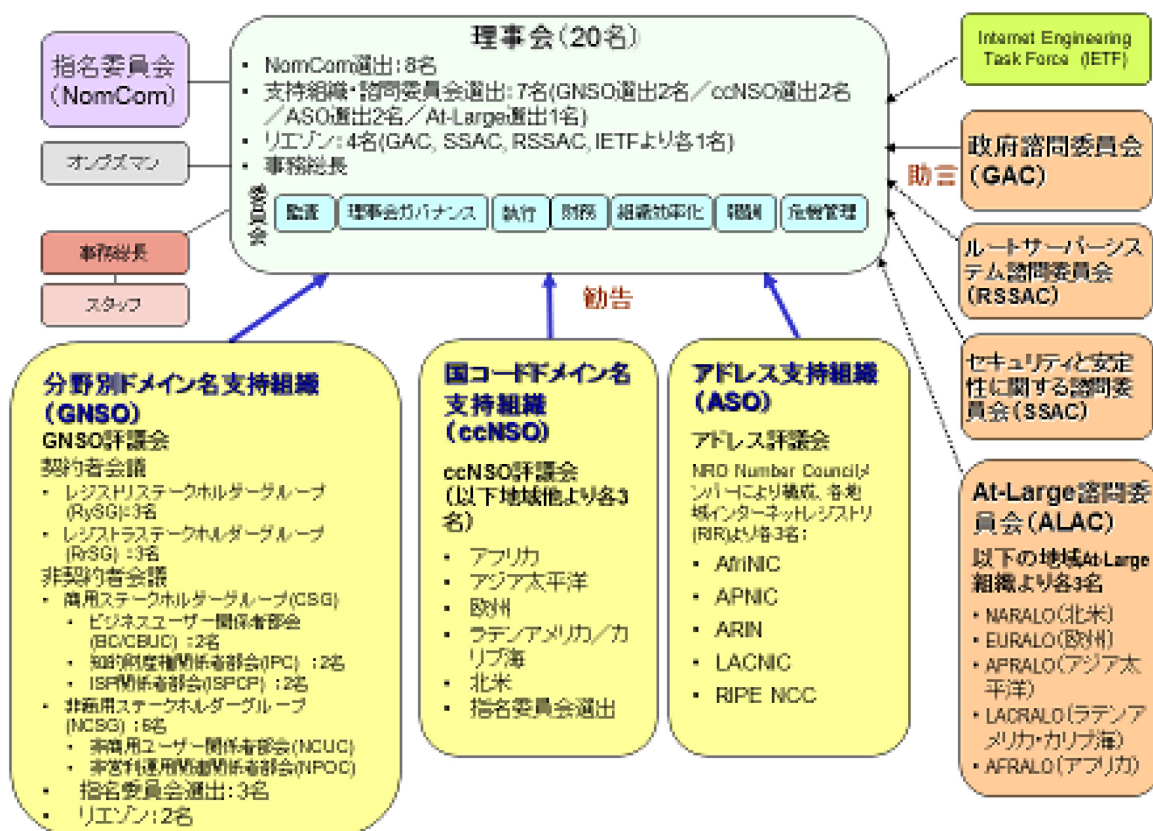 指名委員会
(NomCom)
オンブズマン
事務総長
スタッフ
理事会(20名)
• NomCom選出:8名
• 支持組織・諮問委員会選出:7名(GNSO選出2名/ccNSO選出2名
/ASO選出2名/At-Large選出1名)
• リエゾン:4名(GAC, SSAC, RSSAC, IETFより各1名)
• 事務総長
委員会
監査
理事会ガバナンス
執行
財務
組織効率化
報酬
危機管理
Internet Engineering
Task Force (IETF)
助言
政府諮問委員会
(GAC)
ルートサーバーシス
テム諮問委員会
(RSSAC)
セキュリティと安定
性に関する諮問委
員会(SSAC)
At-Large諮問委
員会(ALAC)
以下の地域At-Large
組織より各3名
• NARALO(北米)
• EURALO(欧州)
• APRALO(アジア太
平洋)
• LACRALO(ラテンア
メリカ・カリブ海)
• AFRALO(アフリカ)
勧告
分野別ドメイン名支持組織
(GNSO)
GNSO評議会
契約者会議
• レジストリステークホルダーグループ
(RySG):3名
• レジストラステークホルダーグループ
(RrSG) :3名
非契約者会議
• 商用ステークホルダーグループ(CSG)
• ビジネスユーザー関係者部会
(BC/CBUC) :2名
• 知的財産権関係者部会(IPC) :2名
• ISP関係者部会(ISPCP) :2名
• 非商用ステークホルダーグループ
(NCSG) :6名
• 非商用ユーザー関係者部会(NCUC)
• 非営利運用関連関係者部会(NPOC)
• 指名委員会選出:3名
• リエゾン:2名
国コードドメイン名
支持組織
(ccNSO)
ccNSO評議会
(以下地域他より各3
名)
• アフリカ
• アジア太平洋
• 欧州
• ラテンアメリカ/カ
リブ海
• 北米
• 指名委員会選出
アドレス支持組織
(ASO)
アドレス評議会
NRO Number Councilメ
ンバーにより構成、各地
域インターネットレジストリ
(RIR)より各3名:
• AfriNIC
• APNIC
• ARIN
• LACNIC
• RIPE NCC